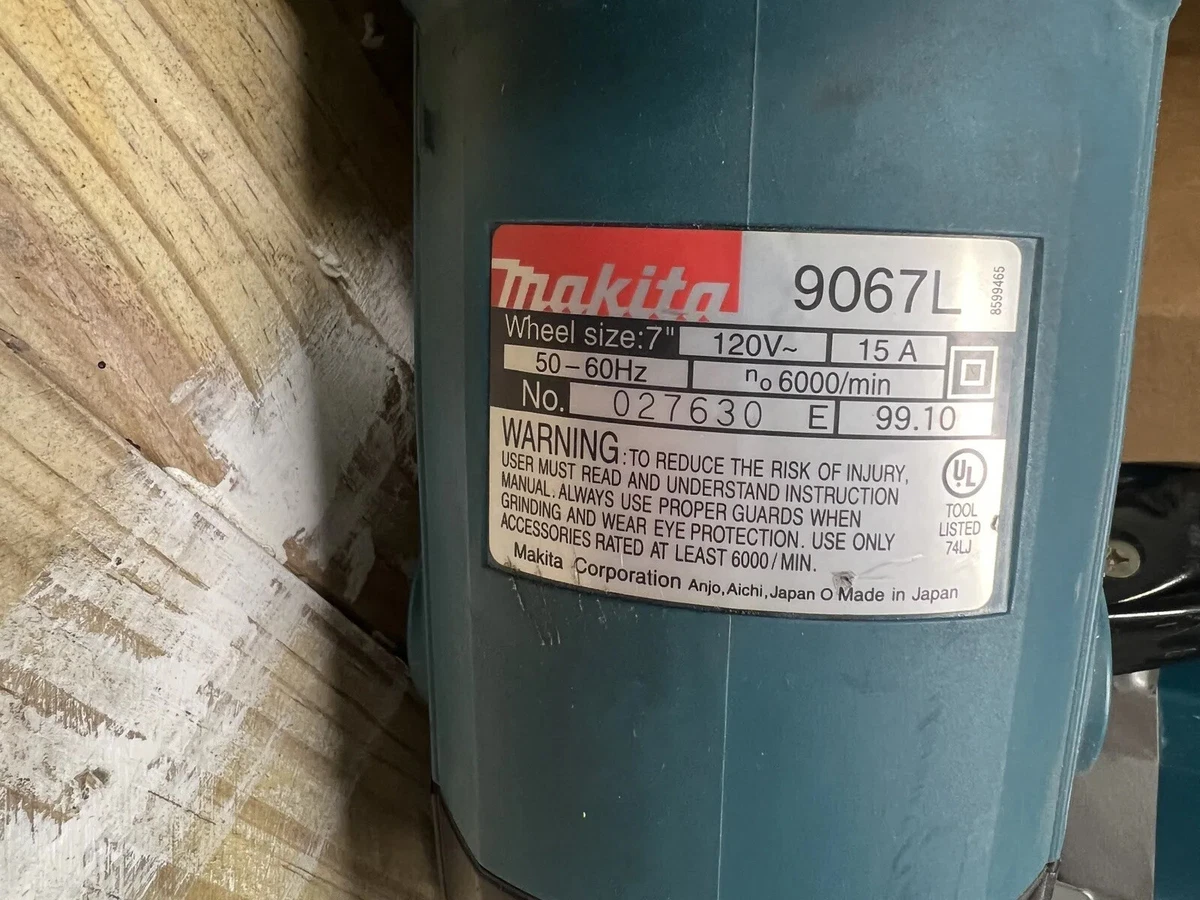 makita 9067L 8599465
Wheel size:7" 120V~ 15 A
50–60Hz n₀ 6000/min
No. 027630 E 99.10
WARNING:TO REDUCE THE RISK OF INJURY,
USER MUST READ AND UNDERSTAND INSTRUCTION
MANUAL. ALWAYS USE PROPER GUARDS WHEN
GRINDING AND WEAR EYE PROTECTION. USE ONLY
ACCESSORIES RATED AT LEAST 6000/MIN.
UL
TOOL
LISTED
74LJ
Makita Corporation Anjo,Aichi,Japan O Made in Japan